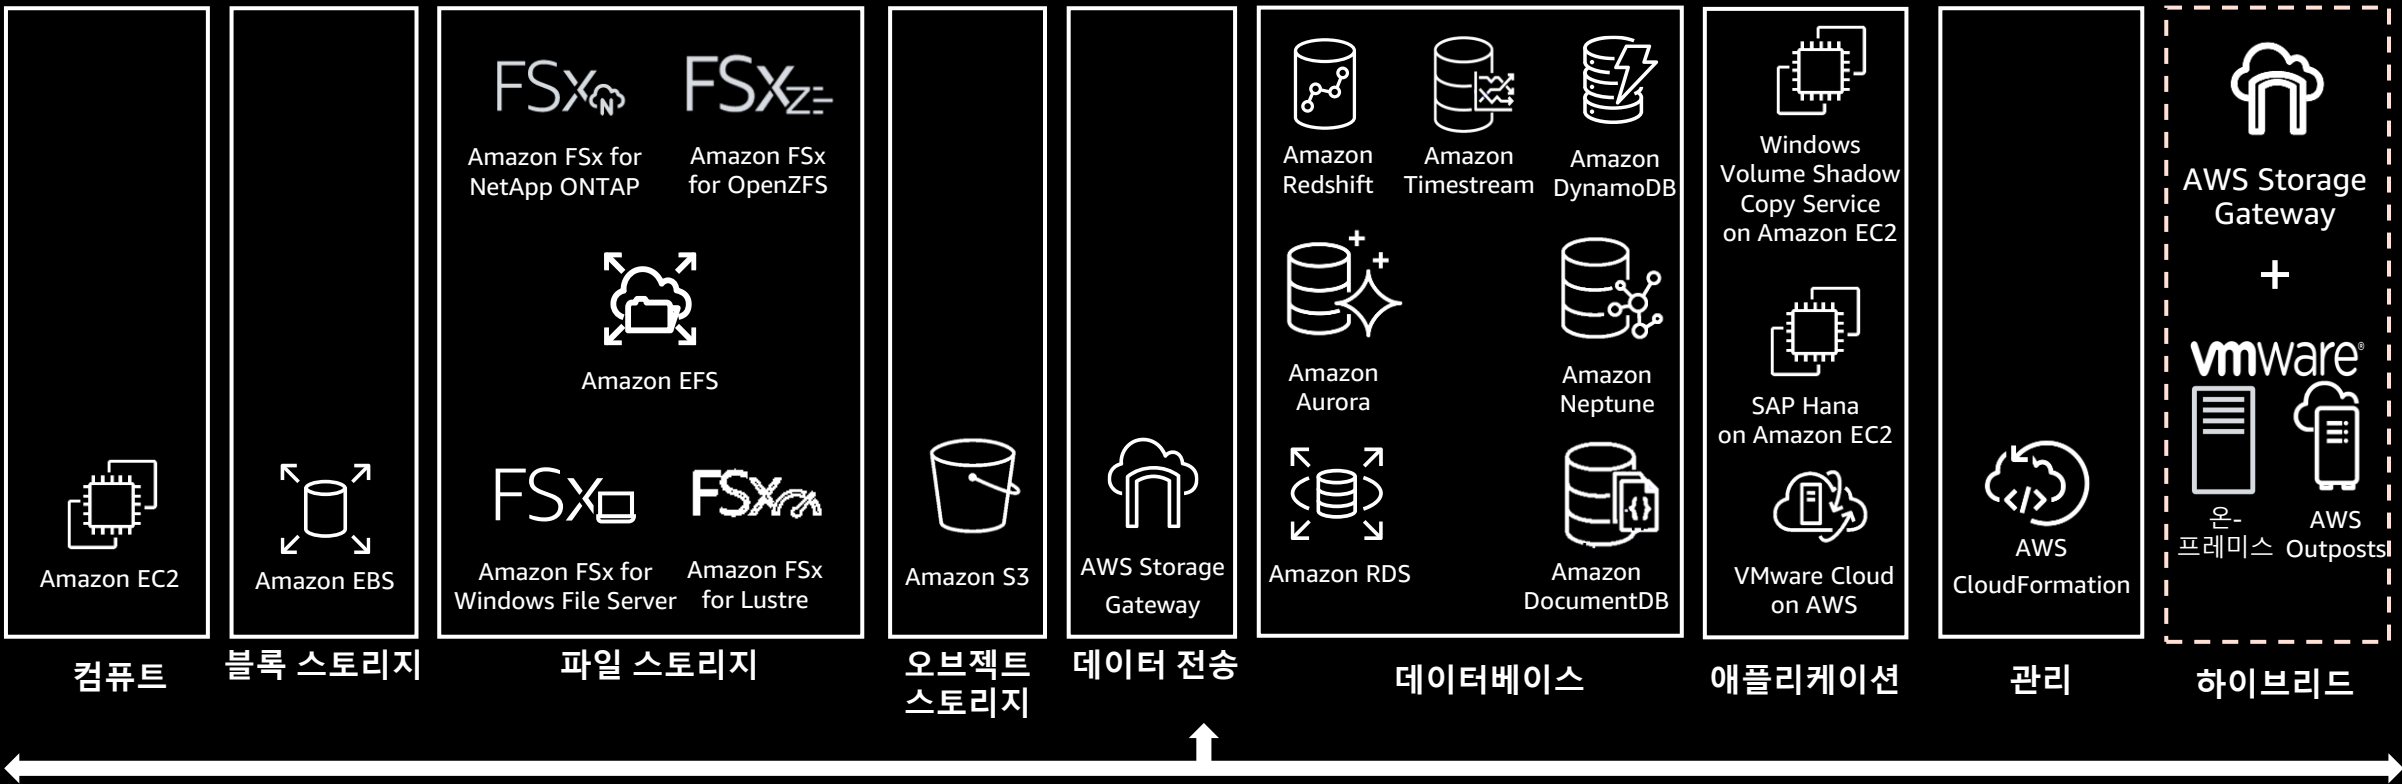 Amazon EC2
컴퓨트
Amazon EBS
블록 스토리지
FSx N
Amazon FSx for
NetApp ONTAP
FSx Z
Amazon FSx
for OpenZFS
Amazon EFS
FSx
Amazon FSx for
Windows File Server
FSx
Amazon FSx
for Lustre
파일 스토리지
Amazon S3
오브젝트
스토리지
AWS Storage
Gateway
데이터 전송
Amazon
Redshift
Amazon
Timestream
Amazon
DynamoDB
Amazon
Aurora
Amazon
Neptune
Amazon RDS
Amazon
DocumentDB
데이터베이스
Windows
Volume Shadow
Copy Service
on Amazon EC2
SAP Hana
on Amazon EC2
VMware Cloud
on AWS
애플리케이션
AWS
CloudFormation
관리
AWS Storage
Gateway
+
vmware®
온-
프레미스
AWS
Outposts
하이브리드